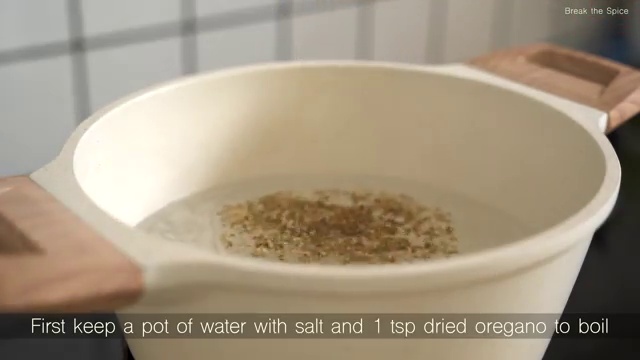 Break the Spice
First keep a pot of water with salt and 1 tsp dried oregano to boil